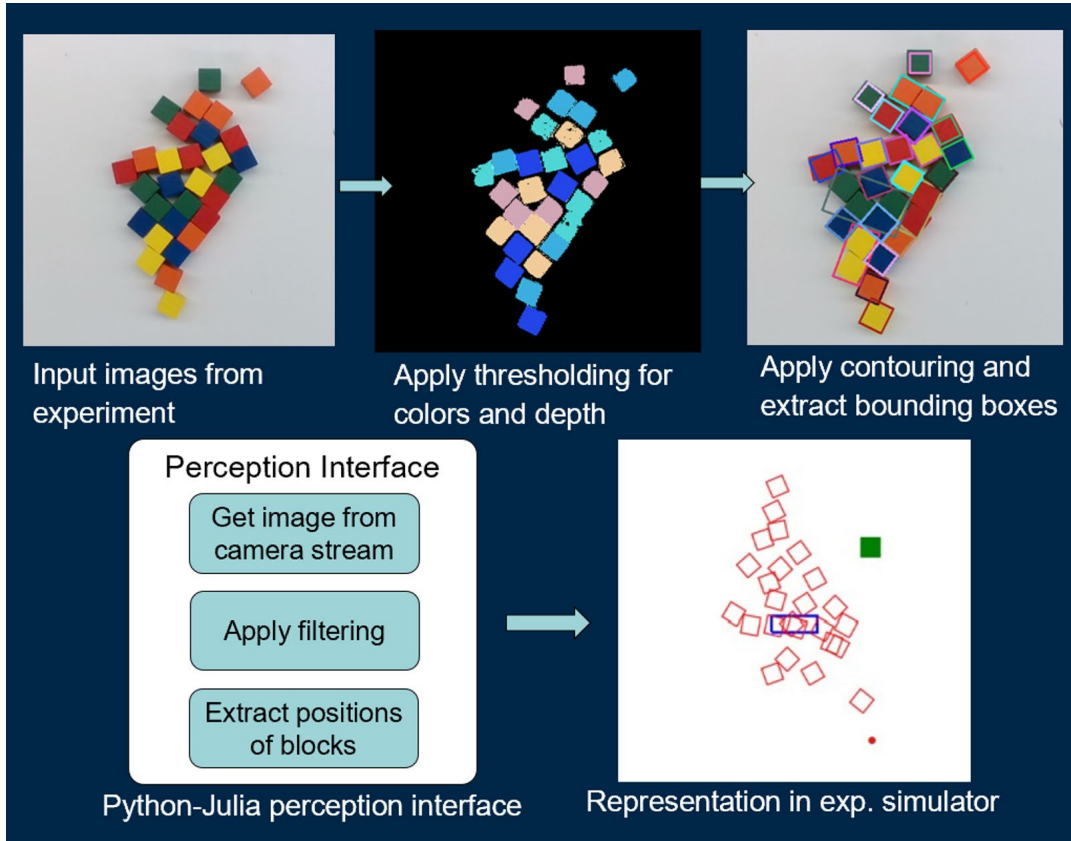 Input images from
experiment
Apply thresholding for
colors and depth
Apply contouring and
extract bounding boxes
Perception Interface
Get image from
camera stream
Apply filtering
Extract positions
of blocks
Python-Julia perception interface
Representation in exp. simulator